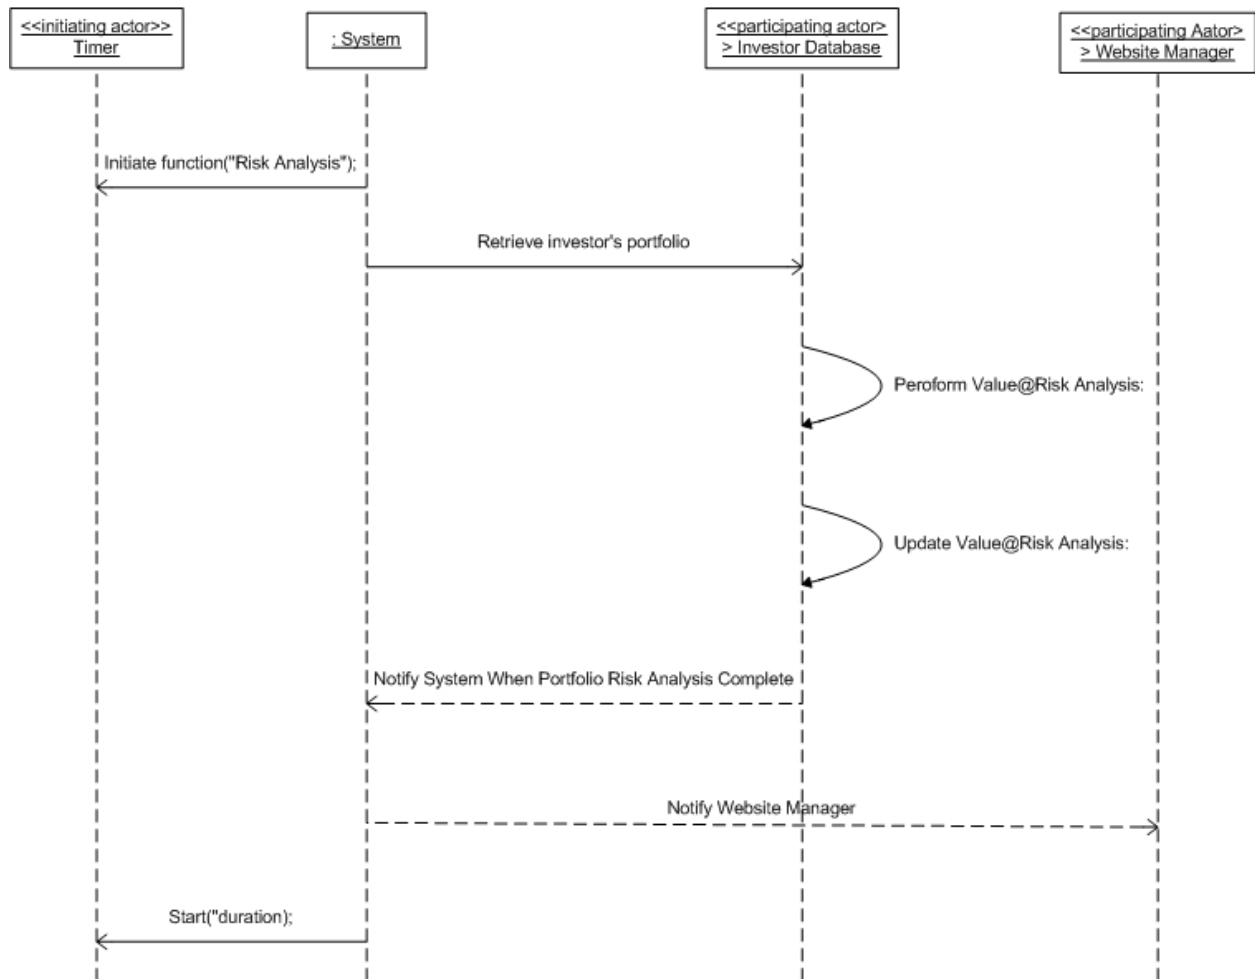 <<initiating actor>>
Timer
: System
<<participating actor>
> Investor Database
<<participating Aator>
> Website Manager
Initiate function("Risk Analysis");
Retrieve investor's portfolio
Peroform Value@Risk Analysis:
Update Value@Risk Analysis:
Notify System When Portfolio Risk Analysis Complete
Notify Website Manager
Start("duration);